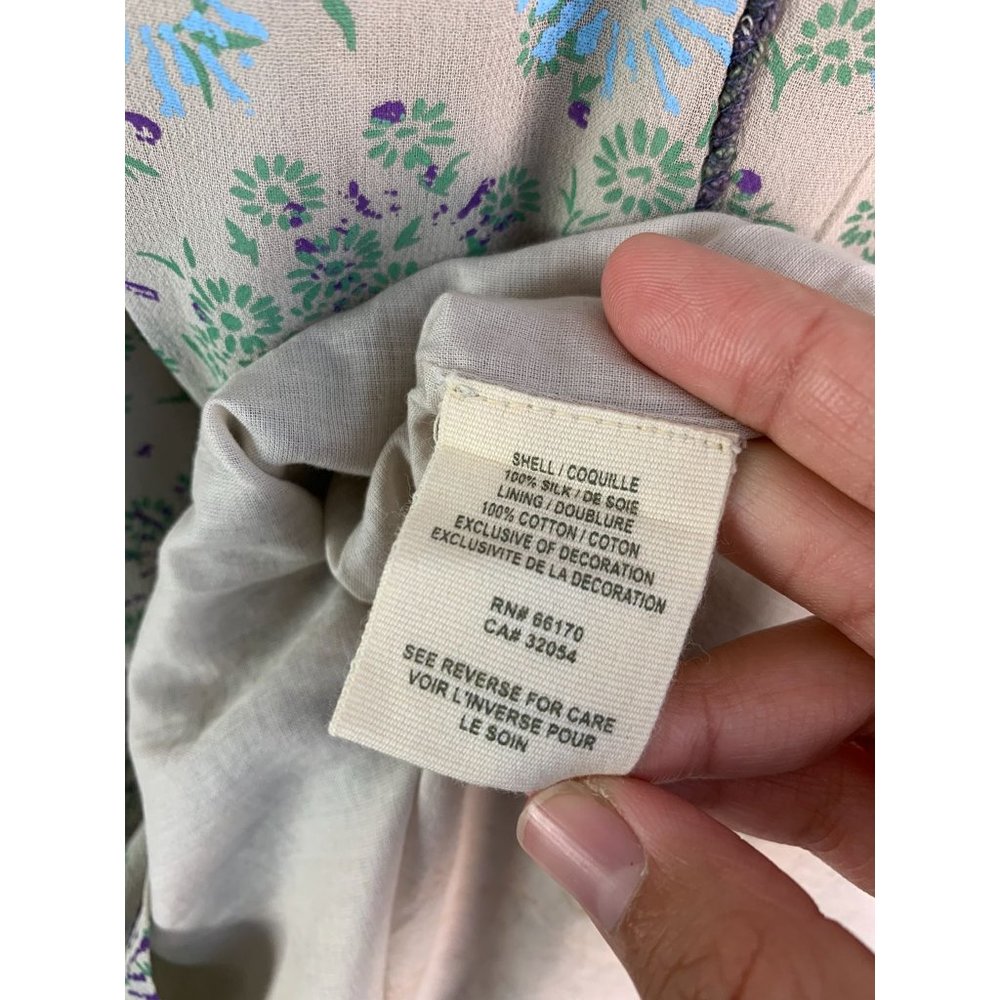 SHELL / COQUILLE
100% SILK / DE SOIE
LINING / DOUBLURE
100% COTTON / COTON
EXCLUSIVE OF DECORATION
EXCLUSIVITE DE LA DECORATION
RN# 66170
CA# 32054
SEE REVERSE FOR CARE
VOIR L'INVERSE POUR
LE SOIN